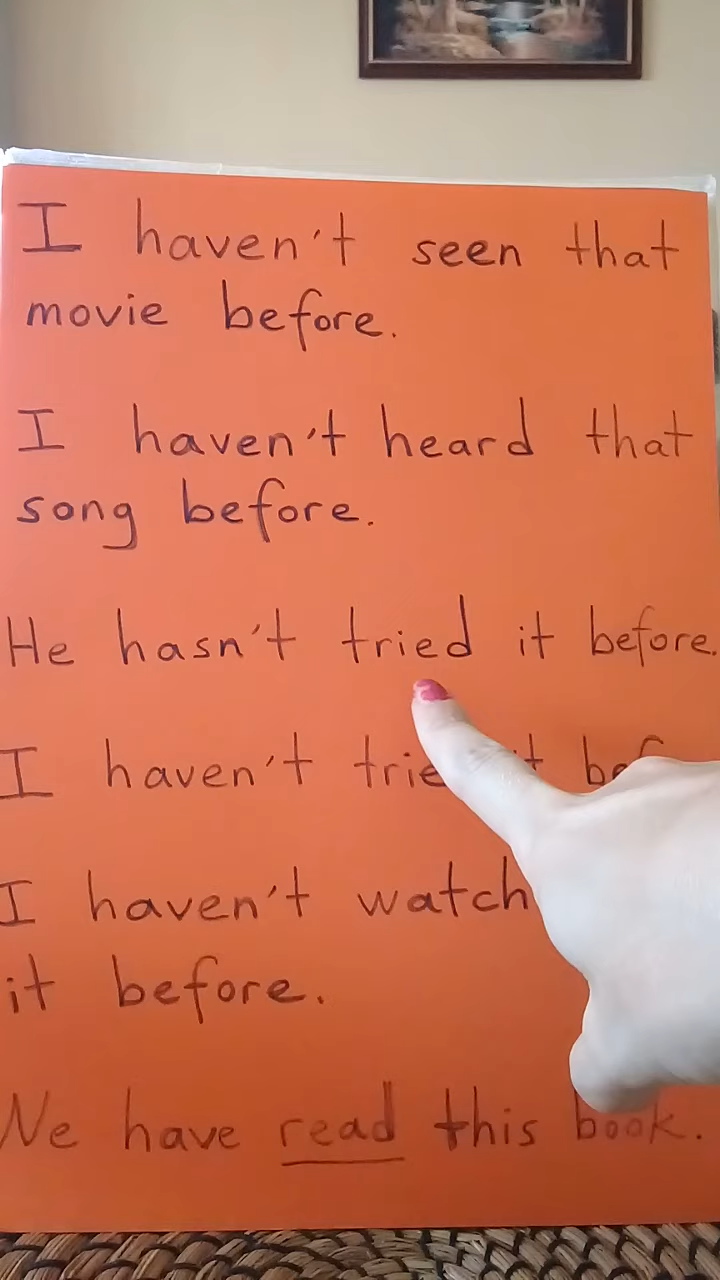 I haven't seen that
movie before.
I haven't heard that
song before.
He hasn't tried it before.
I haven't
I haven't
it before.
We have read this book.